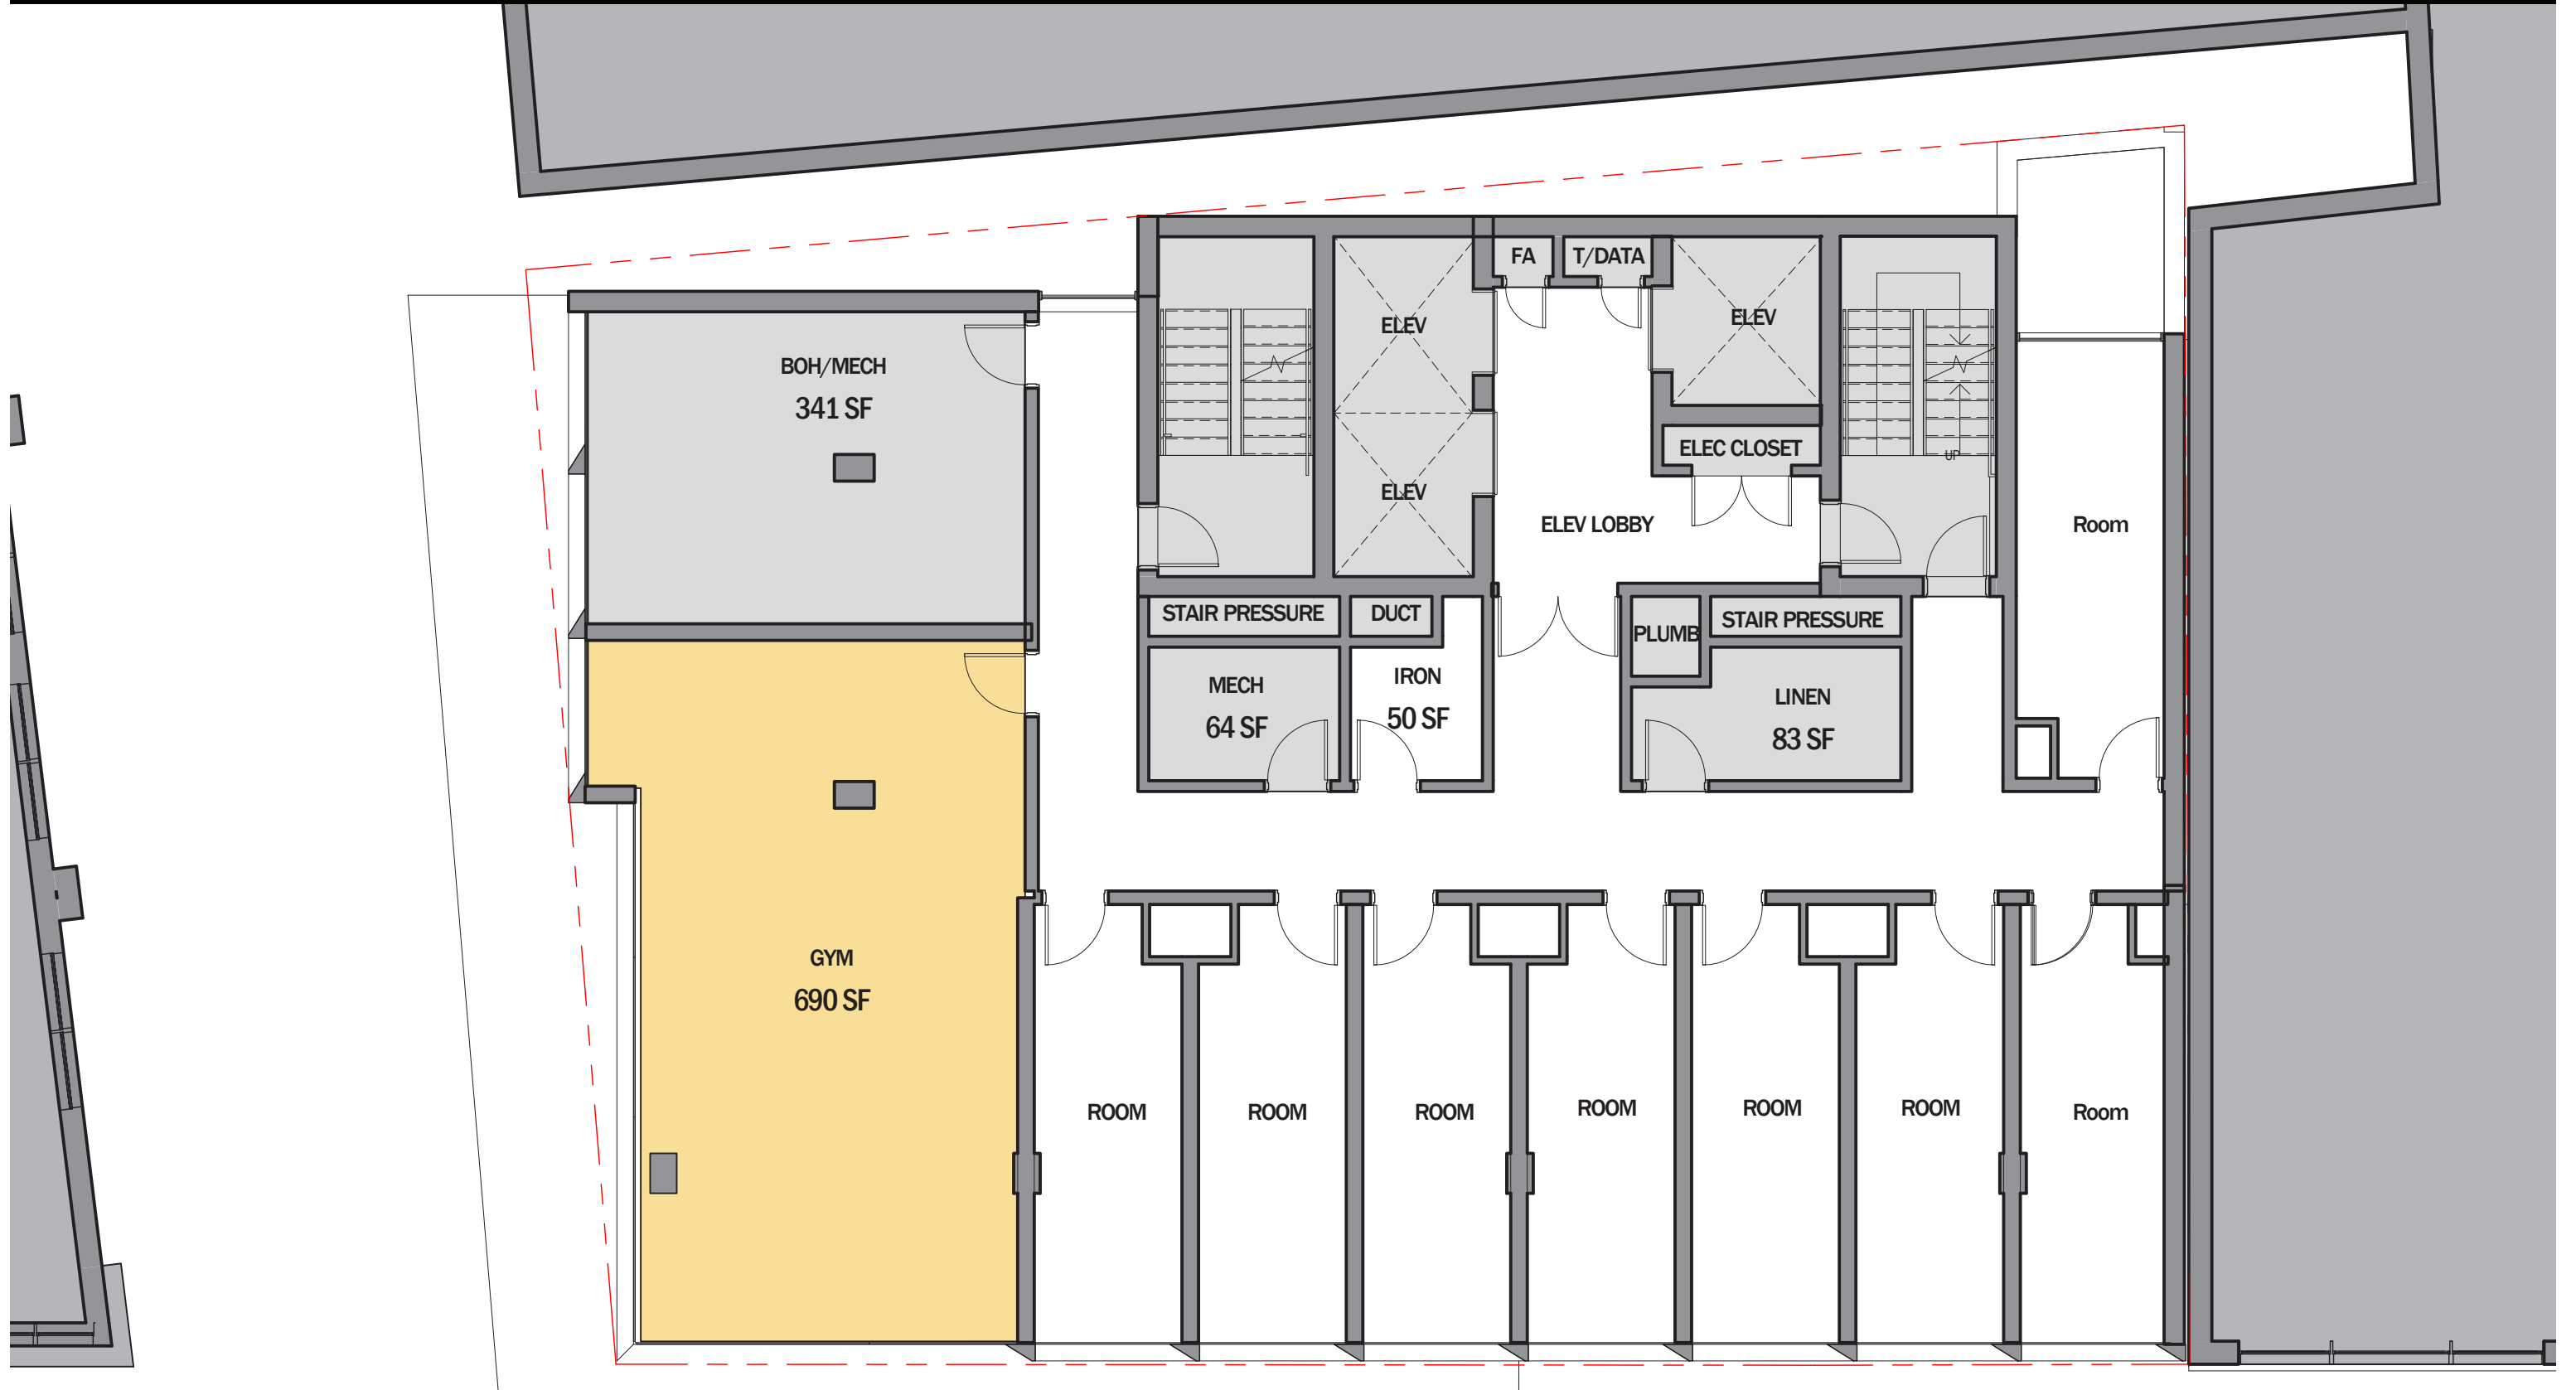 FA
T/DATA
ELEV
ELEV
BOH/MECH
341 SF
ELEC CLOSET
UP
ELEV
ELEV LOBBY
Room
STAIR PRESSURE
DUCT
PLUMB
STAIR PRESSURE
MECH
64 SF
IRON
50 SF
LINEN
83 SF
GYM
690 SF
ROOM
ROOM
ROOM
ROOM
ROOM
ROOM
Room